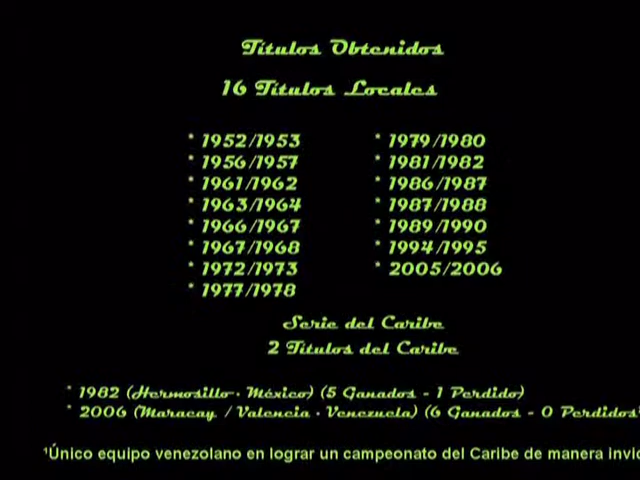 Títulos Obtenidos
16 Títulos Locales
* 1952/1953
* 1956/1957
* 1961/1962
* 1963/1964
* 1966/1967
* 1967/1968
* 1972/1973
* 1977/1978
* 1979/1980
* 1981/1982
* 1986/1987
* 1987/1988
* 1989/1990
* 1994/1995
* 2005/2006
Serie del Caribe
2 Títulos del Caribe
* 1982 (Hermosillo - México) (5 Ganados - 1 Perdido)
* 2006 (Maracay / Valencia - Venezuela) (6 Ganados - 0 Perdidos
¹Único equipo venezolano en lograr un campeonato del Caribe de manera